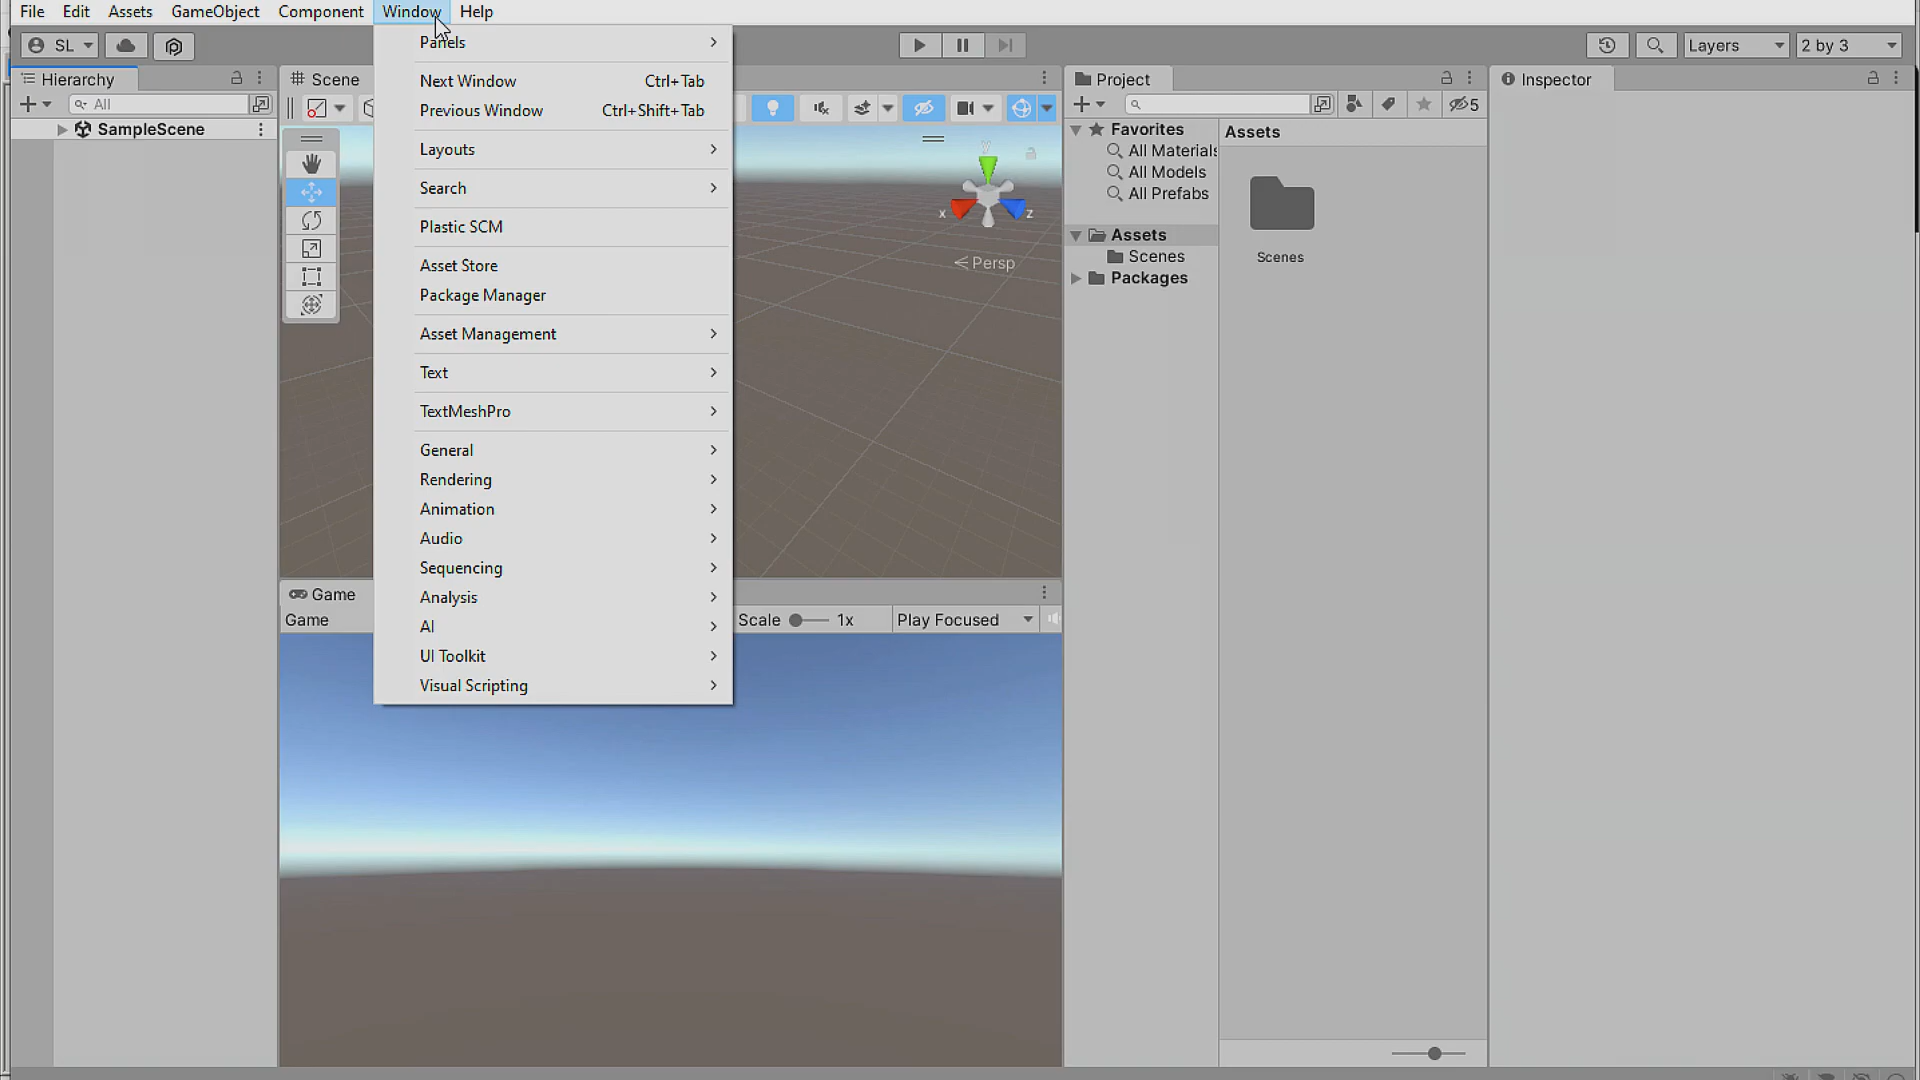 File Edit Assets GameObject Component Window Help
SL
Layers
2 by 3
Hierarchy
All
SampleScene
Scene
Panels
Next Window Ctrl+Tab
Previous Window Ctrl+Shift+Tab
Layouts
Search
Plastic SCM
Asset Store
Package Manager
Asset Management
Text
TextMeshPro
General
Rendering
Animation
Audio
Sequencing
Analysis
AI
UI Toolkit
Visual Scripting
y
x z
Persp
Game
Game
Scale 1x Play Focused
Project
5
Favorites
All Materials
All Models
All Prefabs
Assets
Scenes
Packages
Assets
Scenes
Inspector